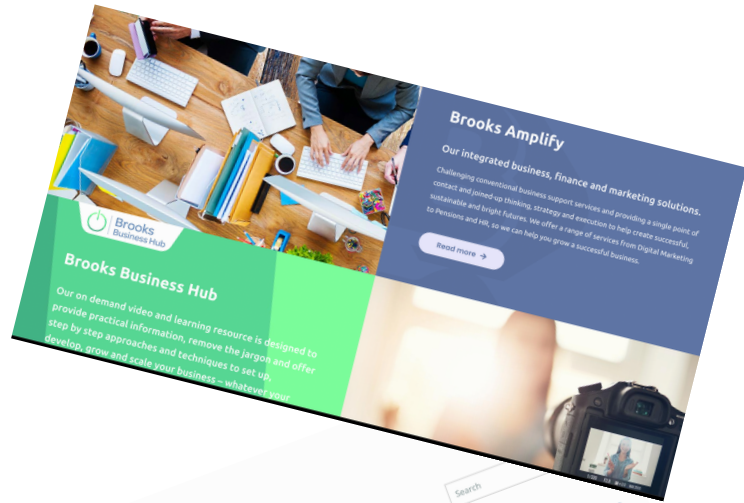 Brooks Amplify
Our integrated business, finance and marketing solutions.
Challenging conventional business support services and providing a single point of
contact and joined-up thinking, strategy and execution to help create successful,
sustainable and bright futures. We offer a range of services from Digital Marketing
to Pensions and HR, so we can help you grow a successful business.
Read more →
Brooks
Business Hub
Brooks Business Hub
Our on demand video and learning resource is designed to
provide practical information, remove the jargon and offer
step by step approaches and techniques to set up,
develop, grow and scale your business – whatever your
Search